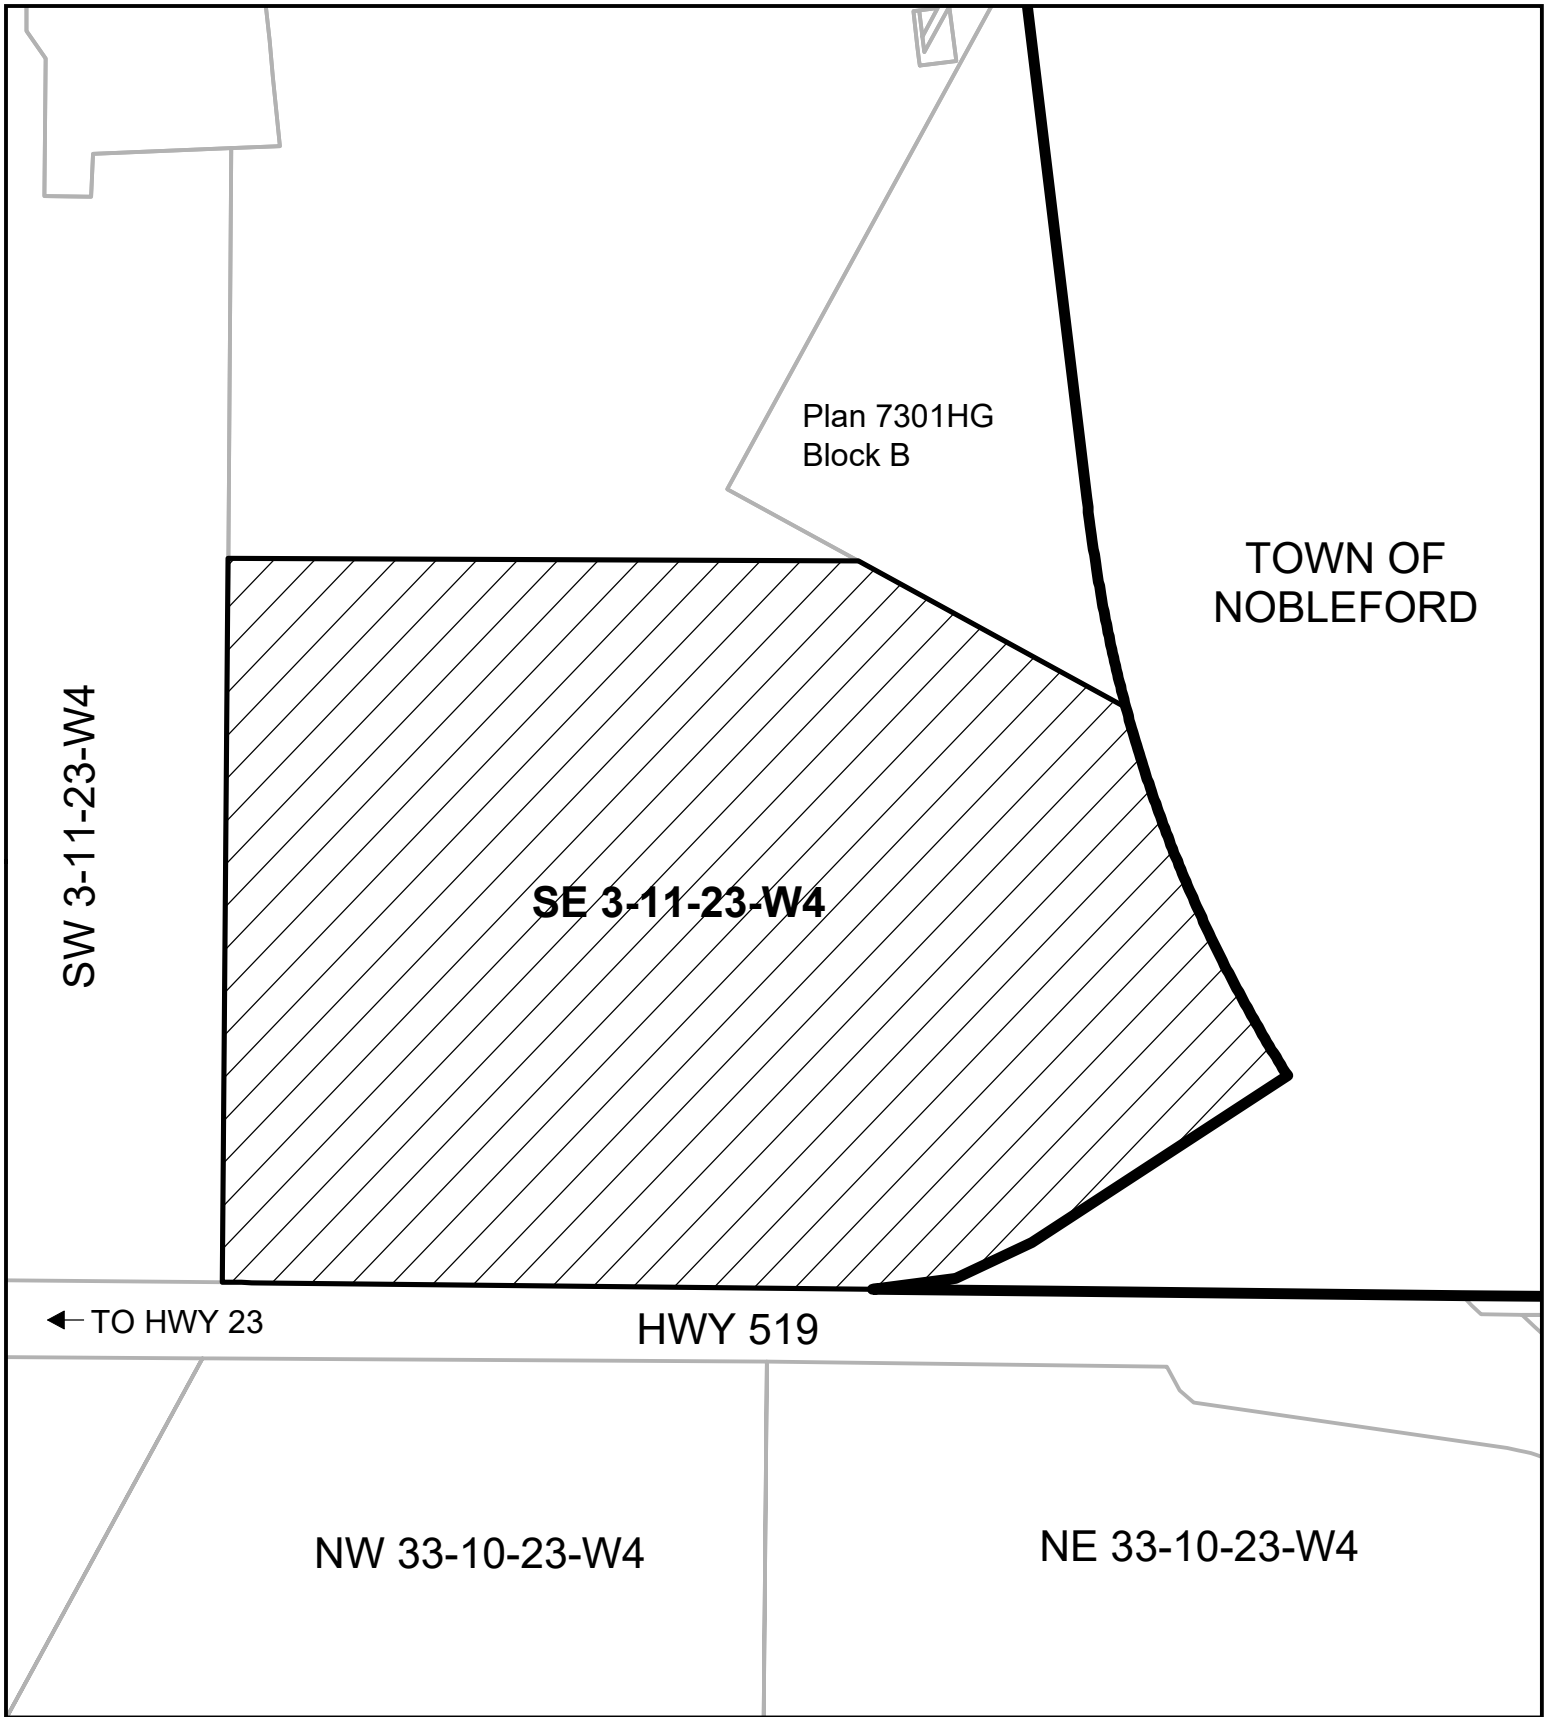 Plan 7301HG
Block B
TOWN OF
NOBLEFORD
SW 3-11-23-W4
SE 3-11-23-W4
TO HWY 23
HWY 519
NW 33-10-23-W4
NE 33-10-23-W4